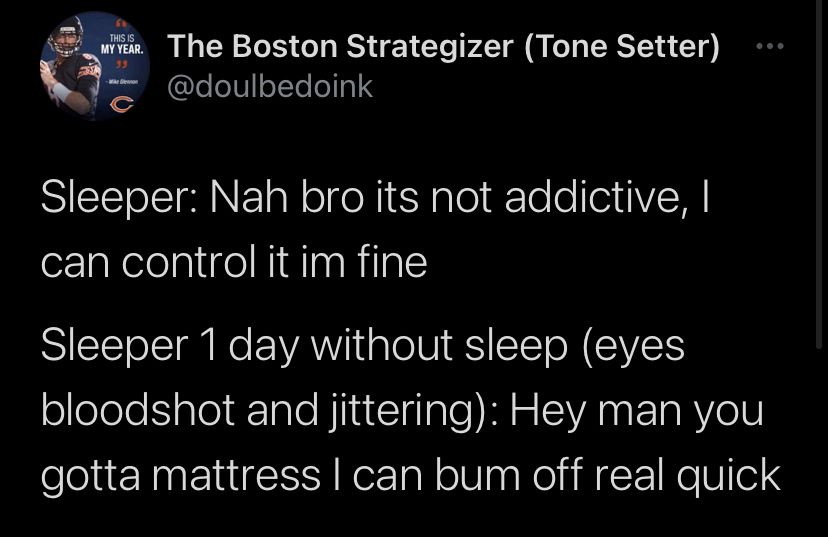 THIS IS
MY YEAR.
- Mike Glennon
The Boston Strategizer (Tone Setter)
@doulbedoink
Sleeper: Nah bro its not addictive, I
can control it im fine
Sleeper 1 day without sleep (eyes
bloodshot and jittering): Hey man you
gotta mattress I can bum off real quick